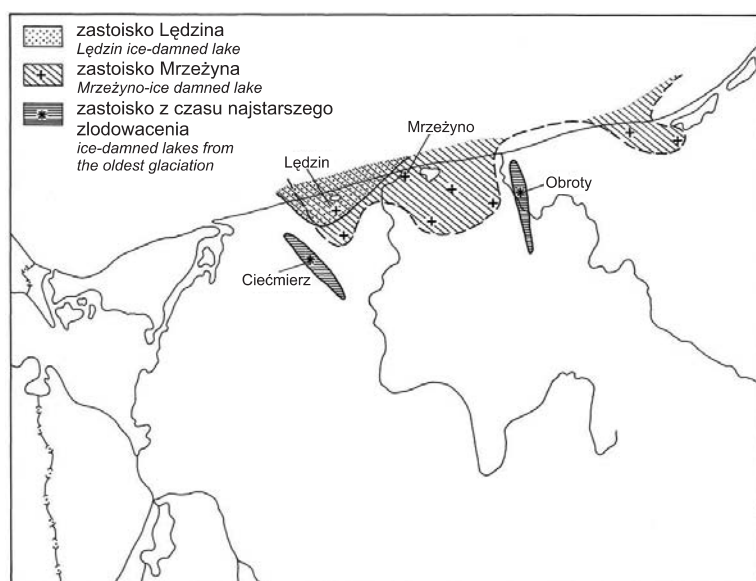 zastoisko Lędzina
Lędzin ice-damned lake
zastoisko Mrzeżyna
Mrzeżyno-ice damned lake
zastoisko z czasu najstarszego
zlodowacenia
ice-damned lakes from
the oldest glaciation
Mrzeżyno
Lędzin
Obroty
Ciećmierz